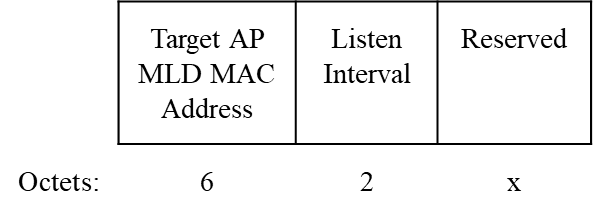 Target AP
MLD MAC
Address
Listen
Interval
Reserved
Octets: 6 2 x